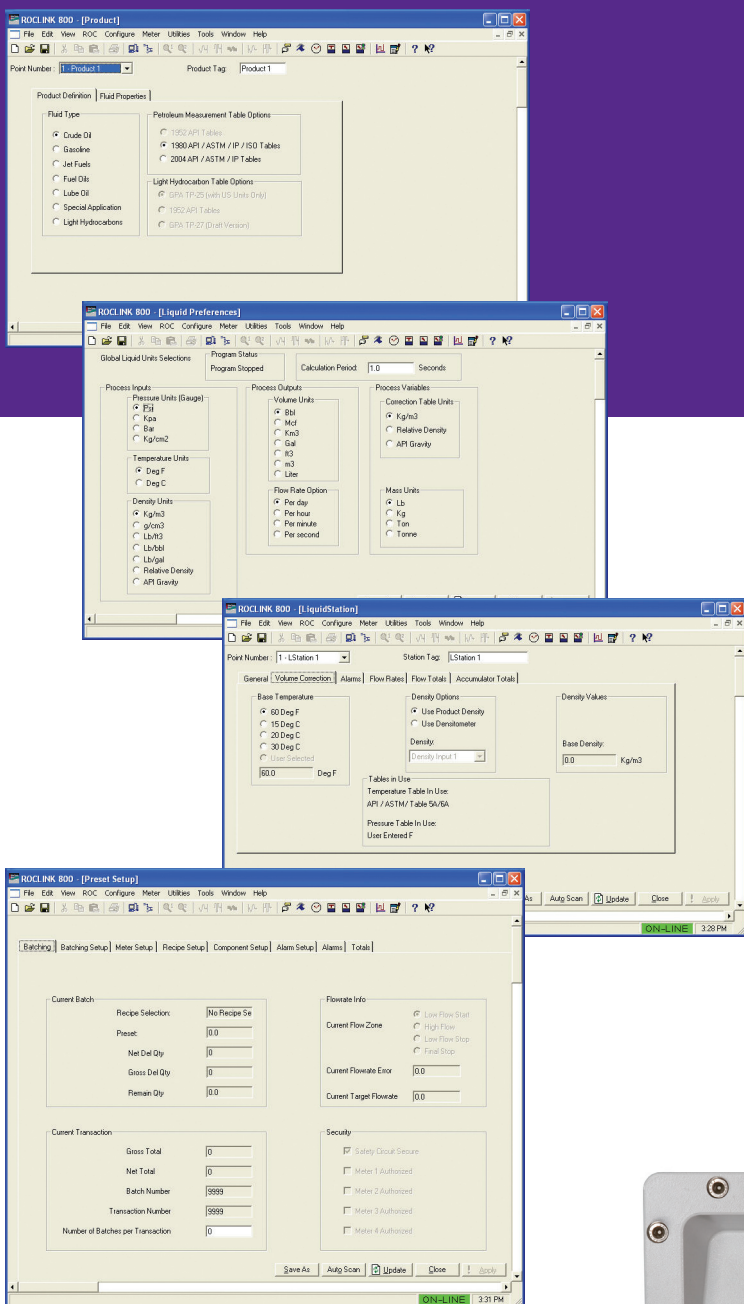 ROCLINK 800 - [Product]
File Edit View ROC Configure Meter Utilities Tools Window Help
Point Number: 1 - Product 1 Product Tag: Product 1
Product Definition Fluid Properties
Fluid Type
Crude Oil
Gasoline
Jet Fuels
Fuel Oils
Lube Oil
Special Application
Light Hydrocarbons
Petroleum Measurement Table Options
1952 API Tables
1980 API / ASTM / IP / ISO Tables
2004 API / ASTM / IP Tables
Light Hydrocarbon Table Options
GPA TP-25 (with US Units Only)
1952 API Tables
GPA TP-27 (Draft Version)
ROCLINK 800 - [Liquid Preferences]
File Edit View ROC Configure Meter Utilities Tools Window Help
Global Liquid Units Selections
Program Status
Program Stopped
Calculation Period: 1.0 Seconds
Process Inputs
Pressure Units (Gauge)
Psi
Kpa
Bar
Kg/cm2
Temperature Units
Deg F
Deg C
Density Units
Kg/m3
g/cm3
Lb/ft3
Lb/bbl
Lb/gal
Relative Density
API Gravity
Process Outputs
Volume Units
Bbl
Mcf
Km3
Gal
ft3
m3
Liter
Flow Rate Option
Per day
Per hour
Per minute
Per second
Process Variables
Correction Table Units
Kg/m3
Relative Density
API Gravity
Mass Units
Lb
Kg
Ton
Tonne
ROCLINK 800 - [LiquidStation]
File Edit View ROC Configure Meter Utilities Tools Window Help
Point Number: 1 - LStation 1 Station Tag: LStation 1
General Volume Correction Alarms Flow Rates Flow Totals Accumulator Totals
Base Temperature
60 Deg F
15 Deg C
20 Deg C
30 Deg C
User Selected
60.0 Deg F
Density Options
Use Product Density
Use Densitometer
Density:
Density Input 1
Density Values
Base Density:
0.0 Kg/m3
Tables in Use
Temperature Table In Use:
API / ASTM/ Table 5A/6A
Pressure Table In Use:
User Entered F
As Auto Scan Update Close ! Apply
ON-LINE 3:28 PM
ROCLINK 800 - [Preset Setup]
File Edit View ROC Configure Meter Utilities Tools Window Help
Batching Batching Setup Meter Setup Recipe Setup Component Setup Alarm Setup Alarms Totals
Current Batch
Recipe Selection: No Recipe Se
Preset: 0.0
Net Del Qty 0
Gross Del Qty 0
Remain Qty 0.0
Flowrate Info
Current Flow Zone
Low Flow Start
High Flow
Low Flow Stop
Final Stop
Current Flowrate Error 0.0
Current Target Flowrate 0.0
Current Transaction
Gross Total 0
Net Total 0
Batch Number 9999
Transaction Number 9999
Number of Batches per Transaction 0
Security
Safety Circuit Secure
Meter 1 Authorized
Meter 2 Authorized
Meter 3 Authorized
Meter 4 Authorized
Save As Auto Scan Update Close ! Apply
ON-LINE 3:31 PM